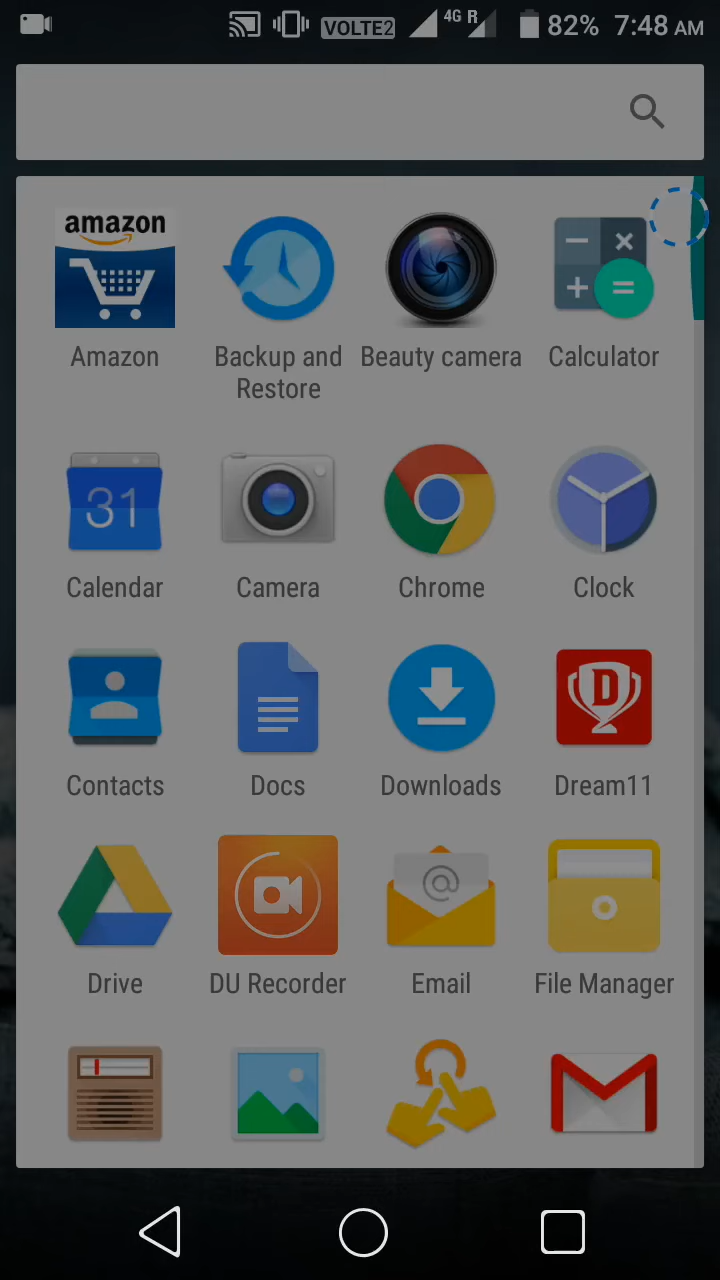 VOLTE2 4G R 82% 7:48 AM
amazon
Amazon
Backup and
Restore
Beauty camera
Calculator
31
Calendar
Camera
Chrome
Clock
Contacts
Docs
Downloads
D
Dream11
Drive
DU Recorder
@
Email
File Manager